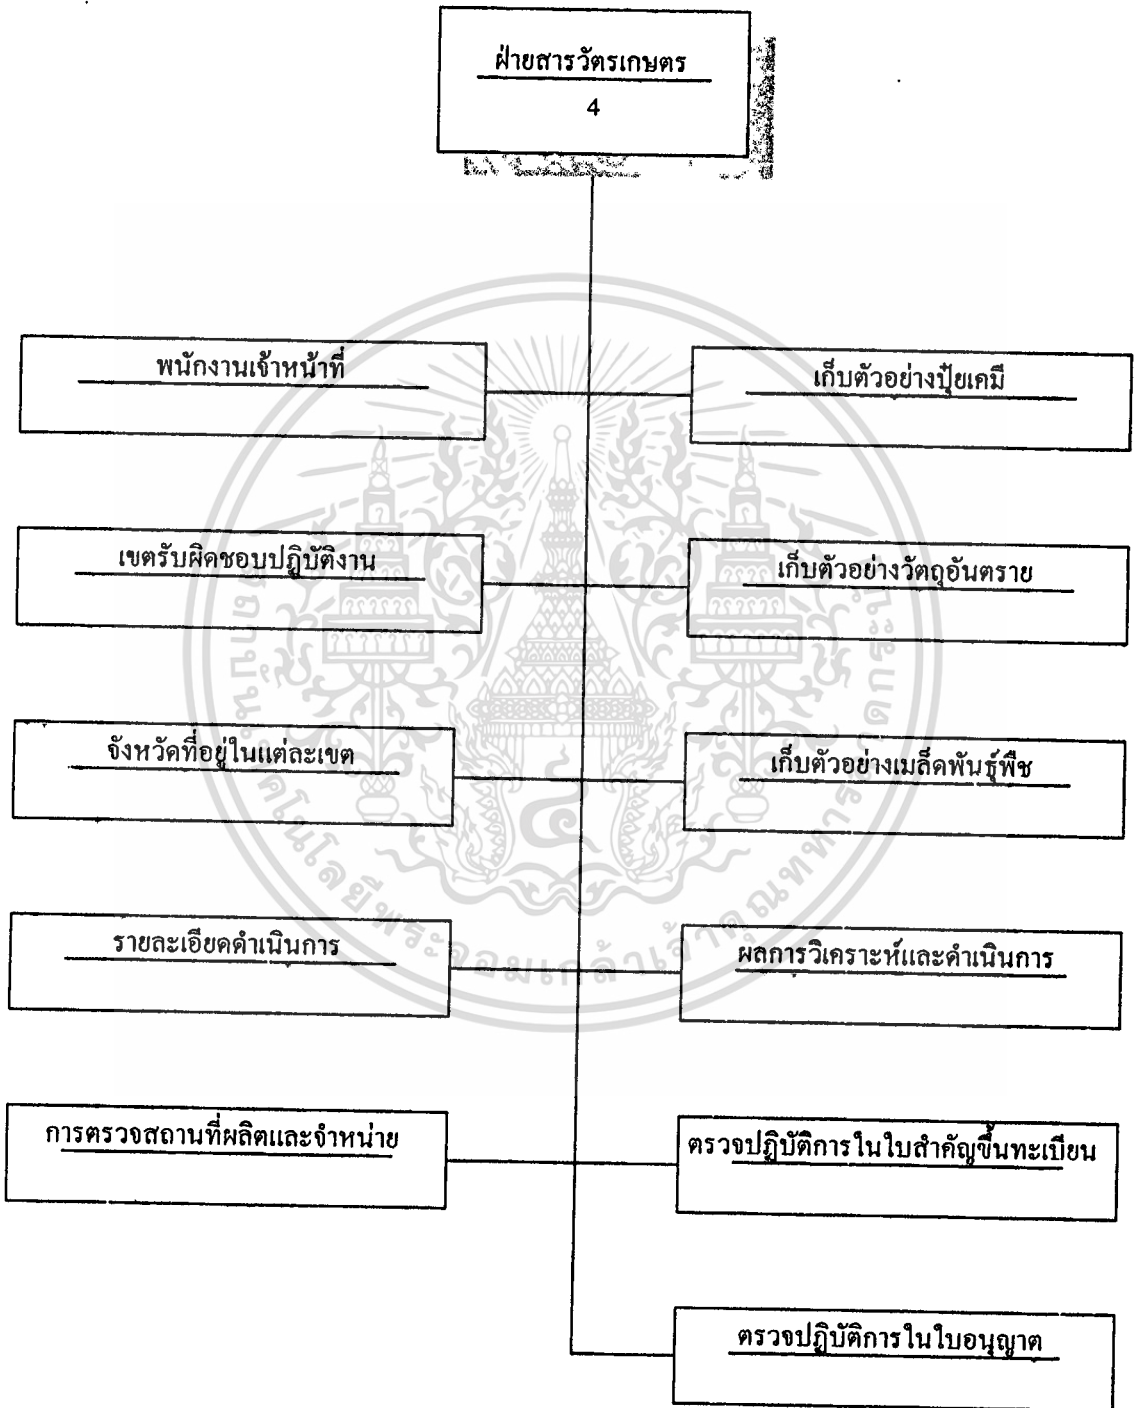 ฝ่ายสารวัตรเกษตร
4
พนักงานเจ้าหน้าที่
เก็บตัวอย่างปุ๋ยเคมี
เขตรับผิดชอบปฏิบัติงาน
เก็บตัวอย่างวัตถุอันตราย
จังหวัดที่อยู่ในแต่ละเขต
เก็บตัวอย่างเมล็ดพันธุ์พืช
รายละเอียดดำเนินการ
ผลการวิเคราะห์และดำเนินการ
การตรวจสถานที่ผลิตและจำหน่าย
ตรวจปฏิบัติการในใบสำคัญขึ้นทะเบียน
ตรวจปฏิบัติการในใบอนุญาต